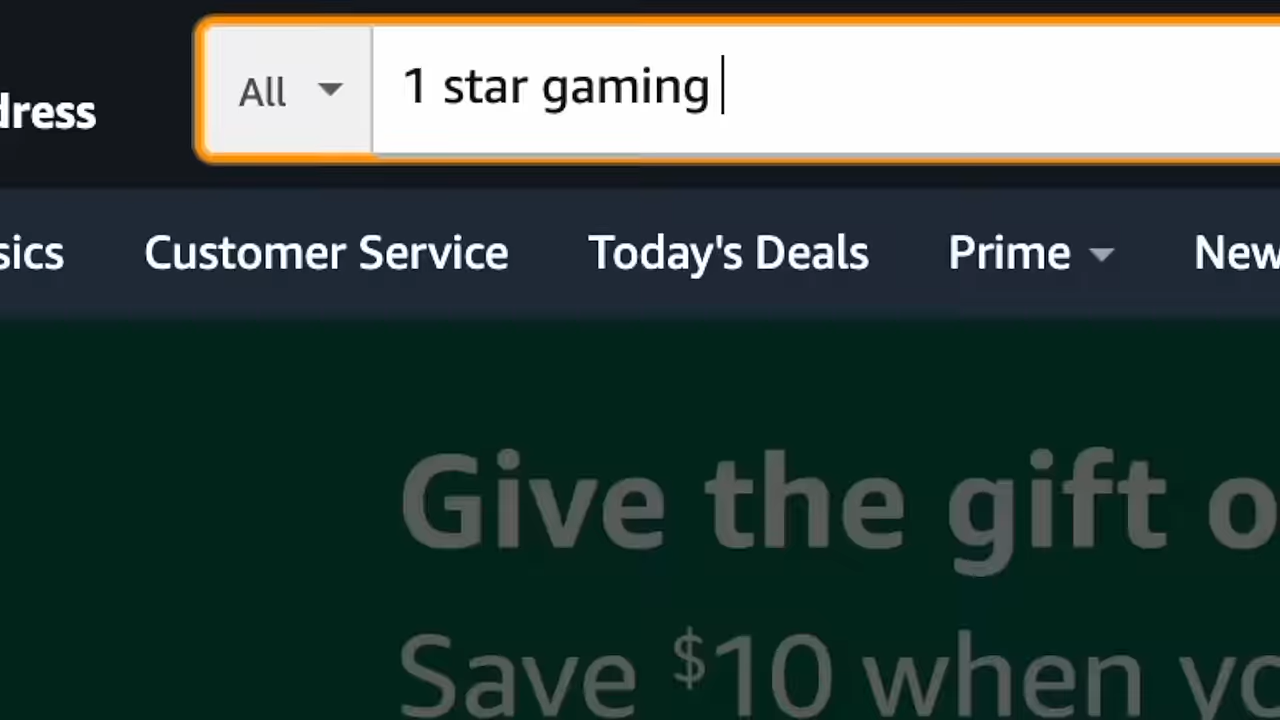 dress
All
1 star gaming
sics Customer Service Today's Deals Prime New
Give the gift o
Save $10 when yo